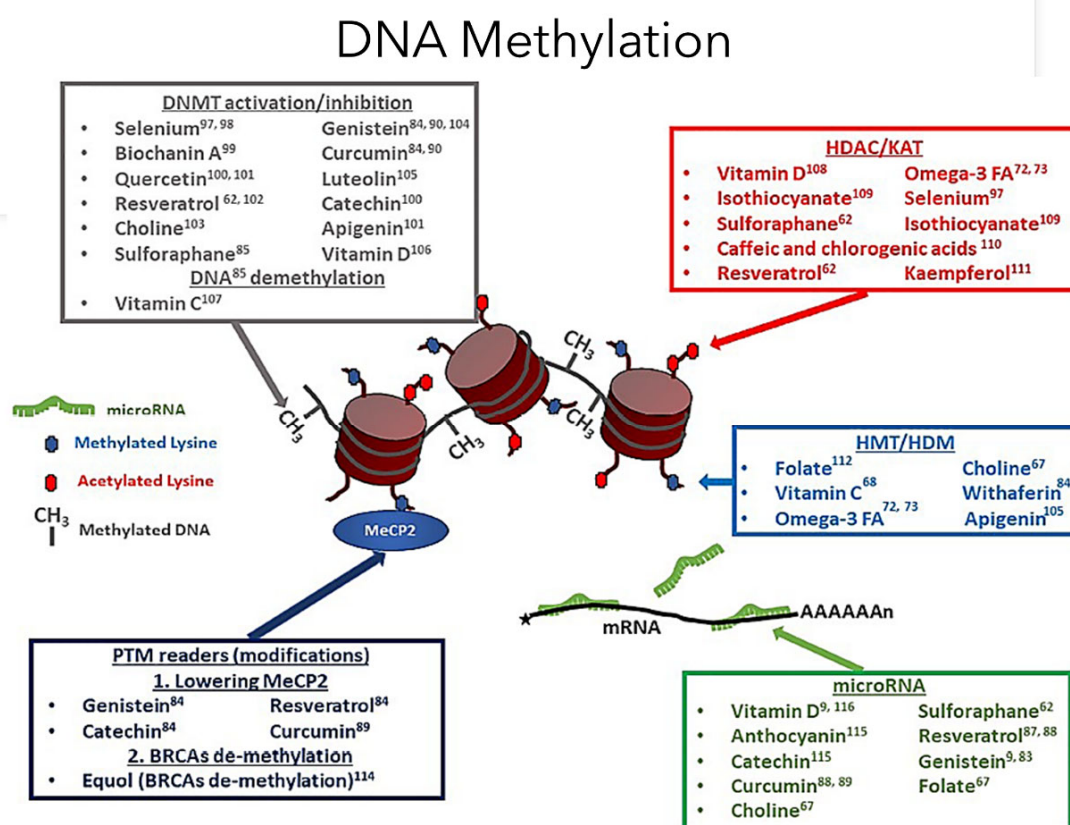 DNA Methylation
DNMT activation/inhibition
• Selenium97, 98 Genistein84, 90, 104
• Biochanin A99 Curcumin84, 90
• Quercetin100, 101 Luteolin105
• Resveratrol 62, 102 Catechin100
• Choline103 Apigenin101
• Sulforaphane85 Vitamin D106
DNA85 demethylation
• Vitamin C107
HDAC/KAT
• Vitamin D108 Omega-3 FA72, 73
• Isothiocyanate109 Selenium97
• Sulforaphane62 Isothiocyanate109
• Caffeic and chlorogenic acids 110
• Resveratrol62 Kaempferol111
CH3
CH3
CH3
CH3
microRNA
Methylated Lysine
Acetylated Lysine
CH3
Methylated DNA
MeCP2
HMT/HDM
• Folate112 Choline67
• Vitamin C68 Withaferin84
• Omega-3 FA72, 73 Apigenin105
mRNA
AAAAAAn
PTM readers (modifications)
1. Lowering MeCP2
• Genistein84 Resveratrol84
• Catechin84 Curcumin89
2. BRCAs de-methylation
• Equol (BRCAs de-methylation)114
microRNA
• Vitamin D9, 116 Sulforaphane62
• Anthocyanin115 Resveratrol87, 88
• Catechin115 Genistein9, 83
• Curcumin88, 89 Folate67
• Choline67